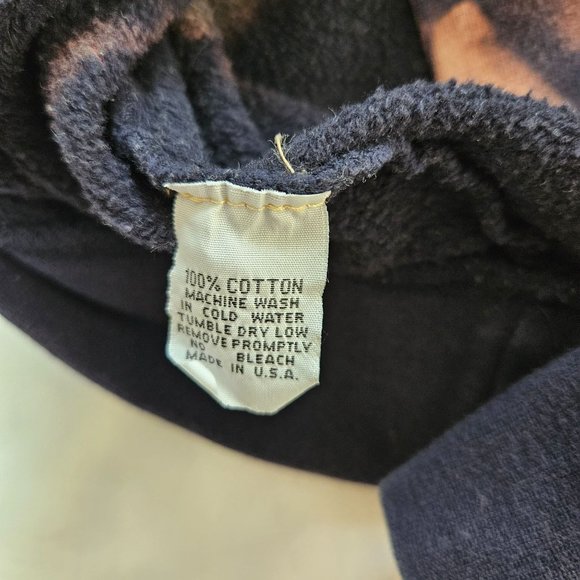 100% COTTON
MACHINE WASH
IN COLD WATER
TUMBLE DRY LOW
REMOVE PROMPTLY
NO BLEACH
MADE IN U.S.A.